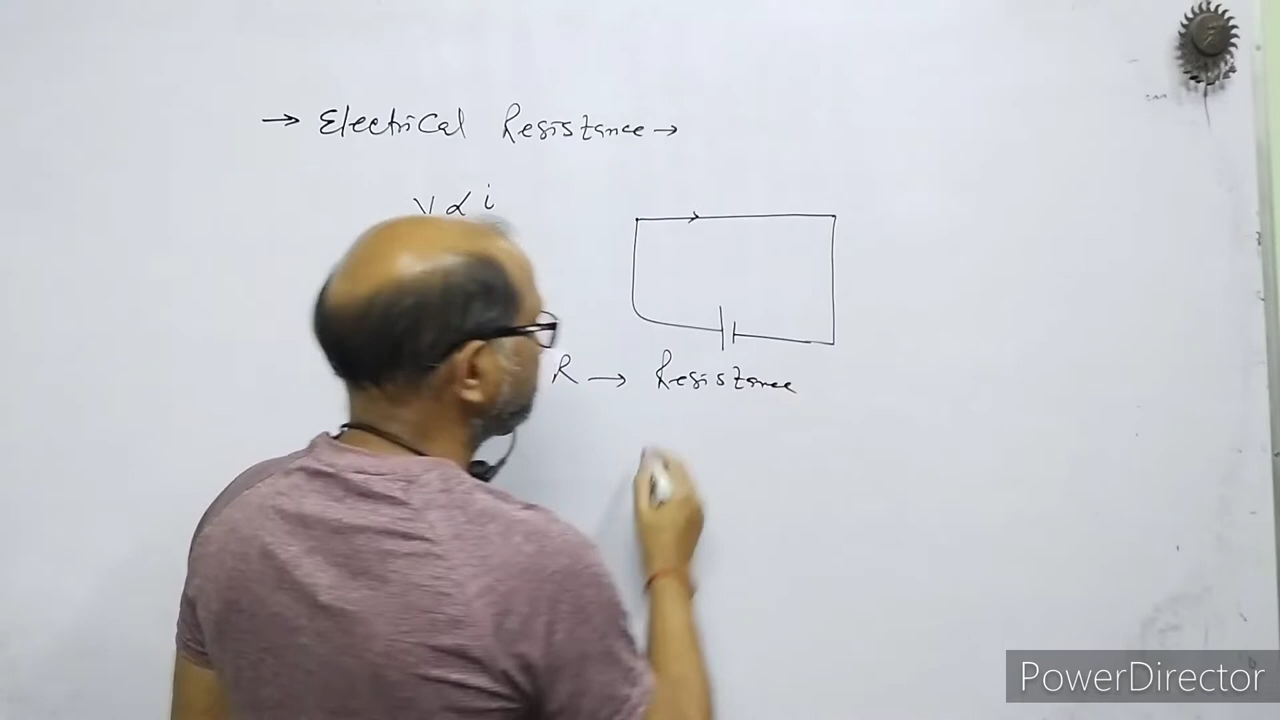 → Electrical Resistance →
V ∝ i
R → Resistance
PowerDirector